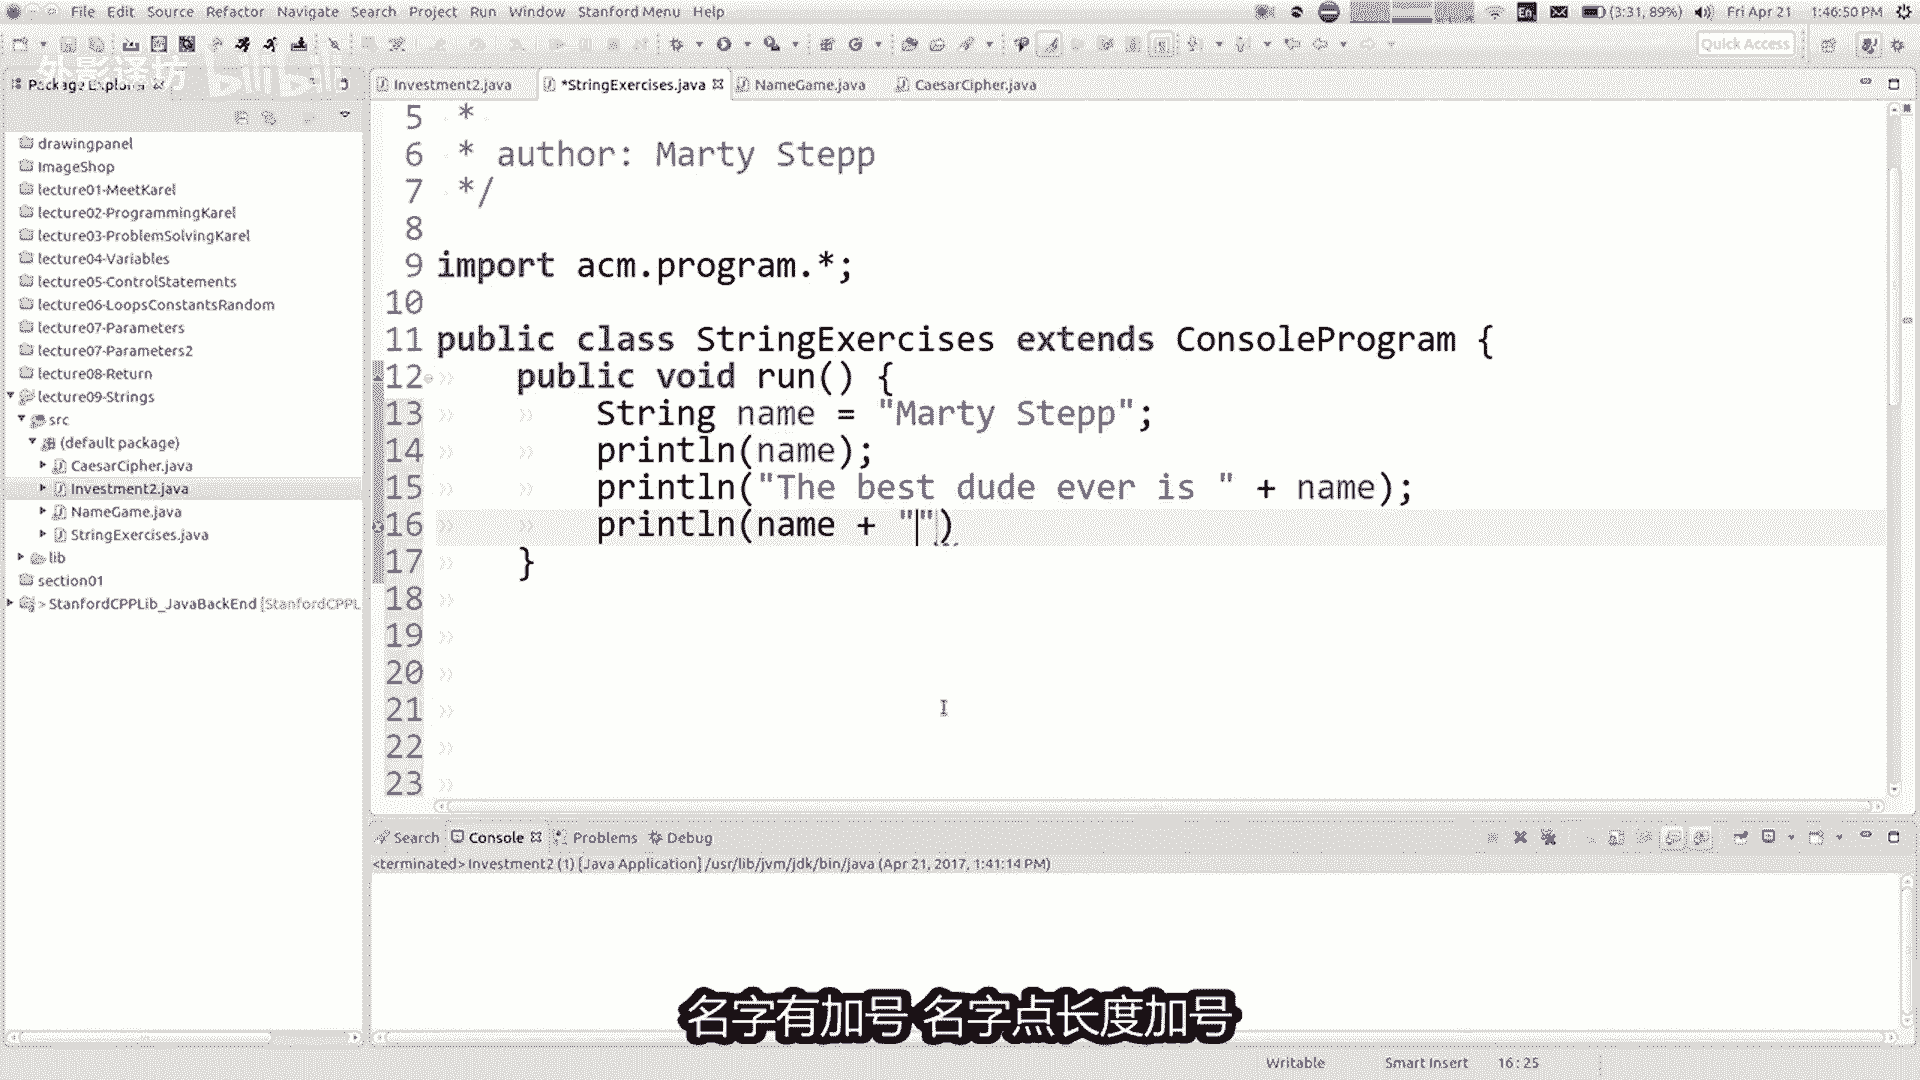 File Edit Source Refactor Navigate Search Project Run Window Stanford Menu Help
En (3:31, 89%) Fri Apr 21 1:46:50 PM
Quick Access
外影译坊 bilibili
Package Explorer
Investment2.java *StringExercises.java NameGame.java CaesarCipher.java
drawingpanel
ImageShop
lecture01-MeetKarel
lecture02-ProgrammingKarel
lecture03-ProblemSolvingKarel
lecture04-Variables
lecture05-ControlStatements
lecture06-LoopsConstantsRandom
lecture07-Parameters
lecture07-Parameters2
lecture08-Return
lecture09-Strings
src
(default package)
CaesarCipher.java
Investment2.java
NameGame.java
StringExercises.java
lib
section01
> StanfordCPPLib_JavaBackEnd [StanfordCPPL
5 *
6 * author: Marty Stepp
7 */
8
9 import acm.program.*;
10
11 public class StringExercises extends ConsoleProgram {
12 public void run() {
13 String name = "Marty Stepp";
14 println(name);
15 println("The best dude ever is " + name);
16 println(name + "")
17 }
18
19
20
21
22
23
Search Console Problems Debug
<terminated> Investment2 (1) [Java Application] /usr/lib/jvm/jdk/bin/java (Apr 21, 2017, 1:41:14 PM)
名字有加号 名字点长度加号
Writable Smart Insert 16:25